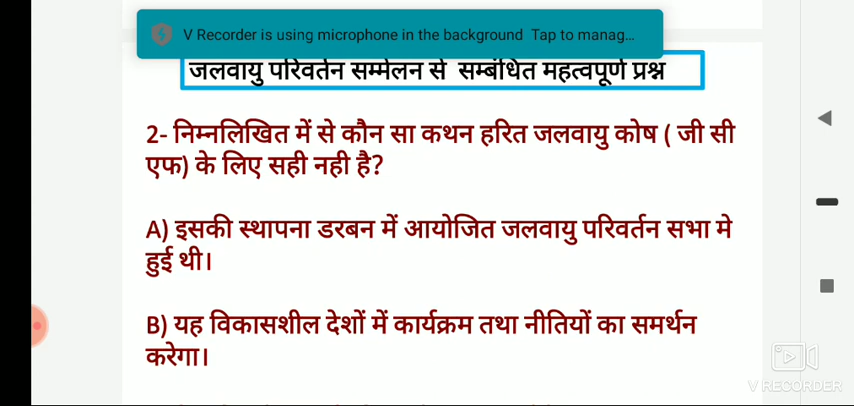 V Recorder is using microphone in the background Tap to manag...
जलवायु परिवर्तन सम्मेलन से सम्बंधित महत्वपूर्ण प्रश्न
2- निम्नलिखित में से कौन सा कथन हरित जलवायु कोष ( जी सी
एफ) के लिए सही नही है?
A) इसकी स्थापना डरबन में आयोजित जलवायु परिवर्तन सभा मे
हुई थी।
B) यह विकासशील देशों में कार्यक्रम तथा नीतियों का समर्थन
करेगा।
V RECORDER